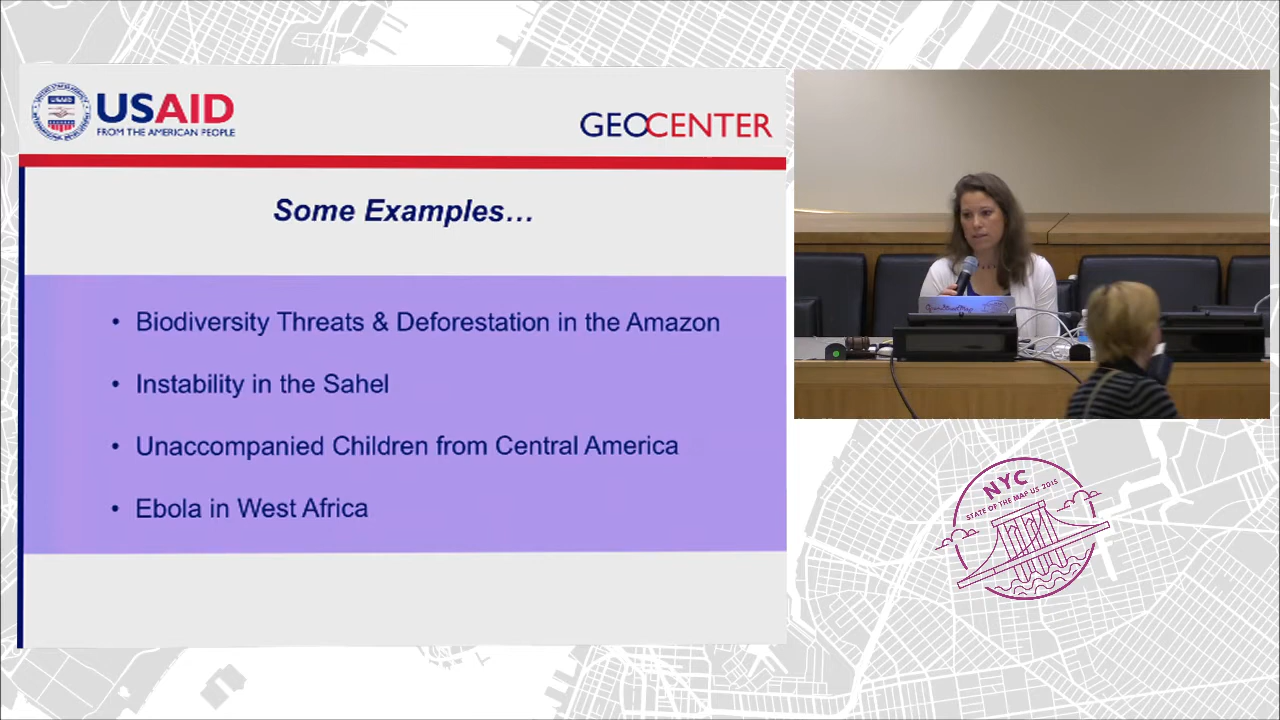 USAID
FROM THE AMERICAN PEOPLE
GEOCENTER
Some Examples…
• Biodiversity Threats & Deforestation in the Amazon
• Instability in the Sahel
• Unaccompanied Children from Central America
• Ebola in West Africa
NYC
STATE OF THE MAP US 2015